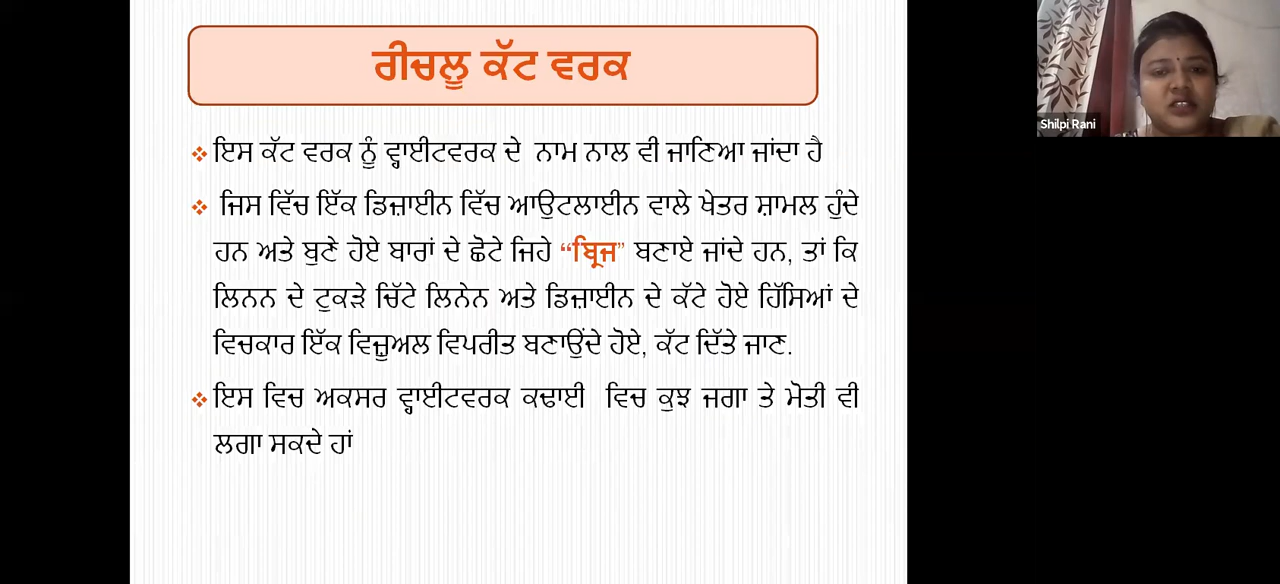 ਰੀਚਲੂ ਕੱਟ ਵਰਕ
ਇਸ ਕੱਟ ਵਰਕ ਨੂੰ ਵ੍ਹਾਈਟਵਰਕ ਦੇ ਨਾਮ ਨਾਲ ਵੀ ਜਾਣਿਆ ਜਾਂਦਾ ਹੈ
ਜਿਸ ਵਿੱਚ ਇੱਕ ਡਿਜ਼ਾਈਨ ਵਿੱਚ ਆਉਟਲਾਈਨ ਵਾਲੇ ਖੇਤਰ ਸ਼ਾਮਲ ਹੁੰਦੇ
ਹਨ ਅਤੇ ਬੁਣੇ ਹੋਏ ਬਾਰਾਂ ਦੇ ਛੋਟੇ ਜਿਹੇ “ਬ੍ਰਿਜ” ਬਣਾਏ ਜਾਂਦੇ ਹਨ, ਤਾਂ ਕਿ
ਲਿਨਨ ਦੇ ਟੁਕੜੇ ਚਿੱਟੇ ਲਿਨੇਨ ਅਤੇ ਡਿਜ਼ਾਈਨ ਦੇ ਕੱਟੇ ਹੋਏ ਹਿੱਸਿਆਂ ਦੇ
ਵਿਚਕਾਰ ਇੱਕ ਵਿਜ਼ੂਅਲ ਵਿਪਰੀਤ ਬਣਾਉਂਦੇ ਹੋਏ, ਕੱਟ ਦਿੱਤੇ ਜਾਣ.
ਇਸ ਵਿਚ ਅਕਸਰ ਵ੍ਹਾਈਟਵਰਕ ਕਢਾਈ ਵਿਚ ਕੁਝ ਜਗਾ ਤੇ ਮੋਤੀ ਵੀ
ਲਗਾ ਸਕਦੇ ਹਾਂ
Shilpi Rani